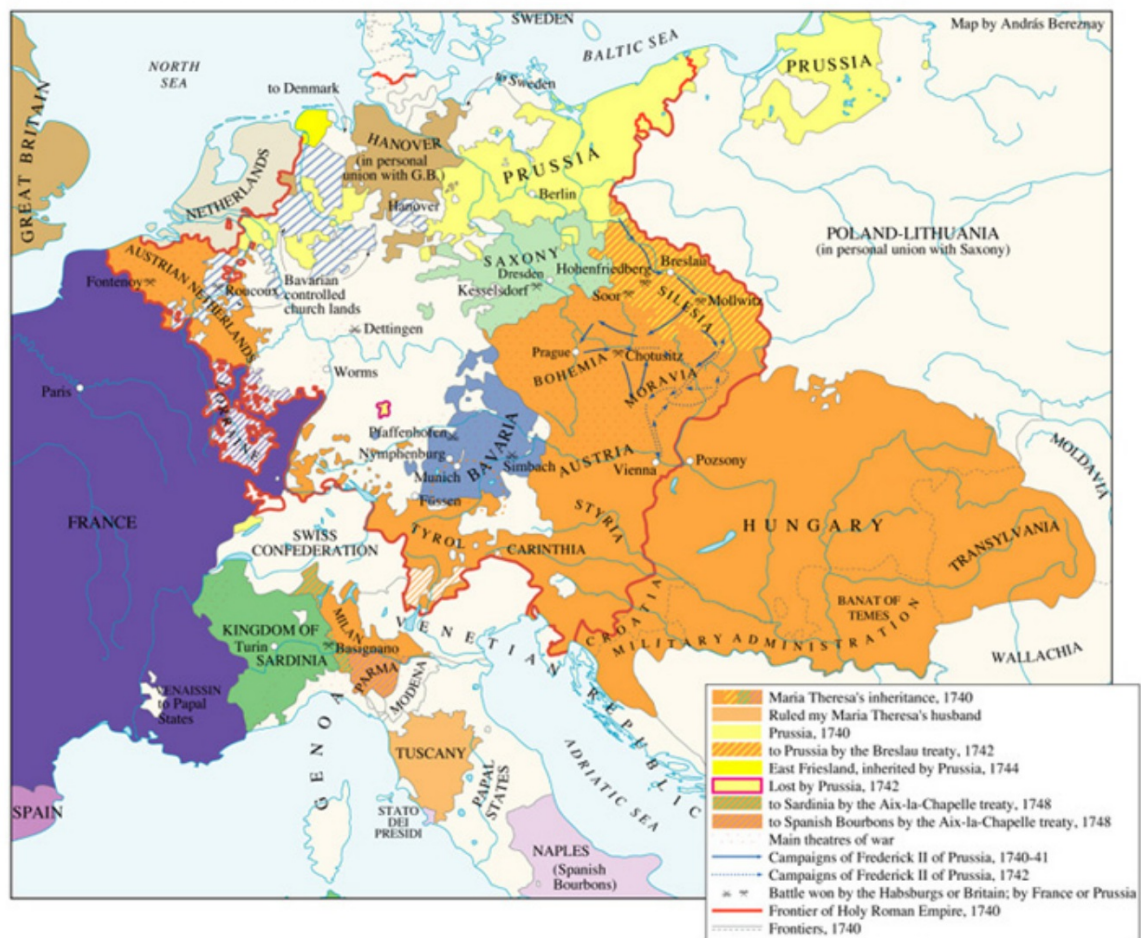 SWEDEN
Map by András Bereznay
BALTIC SEA
NORTH
SEA
PRUSSIA
to Denmark
to Sweden
GREAT BRITAIN
HANOVER
(in personal
union with G.B.)
Hanover
NETHERLANDS
PRUSSIA
Berlin
POLAND-LITHUANIA
(in personal union with Saxony)
SAXONY
Dresden
Kesselsdorf
Hohenfriedberg
Breslau
Soor
Mollwitz
SILESIA
AUSTRIAN NETHERLANDS
Fontenoy
Roucoux
Bavarian
controlled
church lands
Dettingen
Prague
Chotusitz
BOHEMIA
MORAVIA
Worms
Paris
LORRAINE
Pfaffenhofen
Nymphenburg
Munich
BAVARIA
Simbach
Füssen
AUSTRIA
Vienna
Pozsony
MOLDAVIA
FRANCE
SWISS
CONFEDERATION
TYROL
STYRIA
CARINTHIA
HUNGARY
TRANSYLVANIA
BANAT OF
TEMES
CROATIA
MILITARY ADMINISTRATION
WALLACHIA
KINGDOM OF
Turin
SARDINIA
MILAN
Basignano
PARMA
MODENA
VENETIAN REPUBLIC
VENAISSIN
to Papal
States
GENOA
TUSCANY
PAPAL
STATES
ADRIATIC SEA
SPAIN
STATO
DEI
PRESIDI
NAPLES
(Spanish
Bourbons)
Maria Theresa's inheritance, 1740
Ruled my Maria Theresa's husband
Prussia, 1740
to Prussia by the Breslau treaty, 1742
East Friesland, inherited by Prussia, 1744
Lost by Prussia, 1742
to Sardinia by the Aix-la-Chapelle treaty, 1748
to Spanish Bourbons by the Aix-la-Chapelle treaty, 1748
Main theatres of war
Campaigns of Frederick II of Prussia, 1740-41
Campaigns of Frederick II of Prussia, 1742
Battle won by the Habsburgs or Britain; by France or Prussia
Frontier of Holy Roman Empire, 1740
Frontiers, 1740